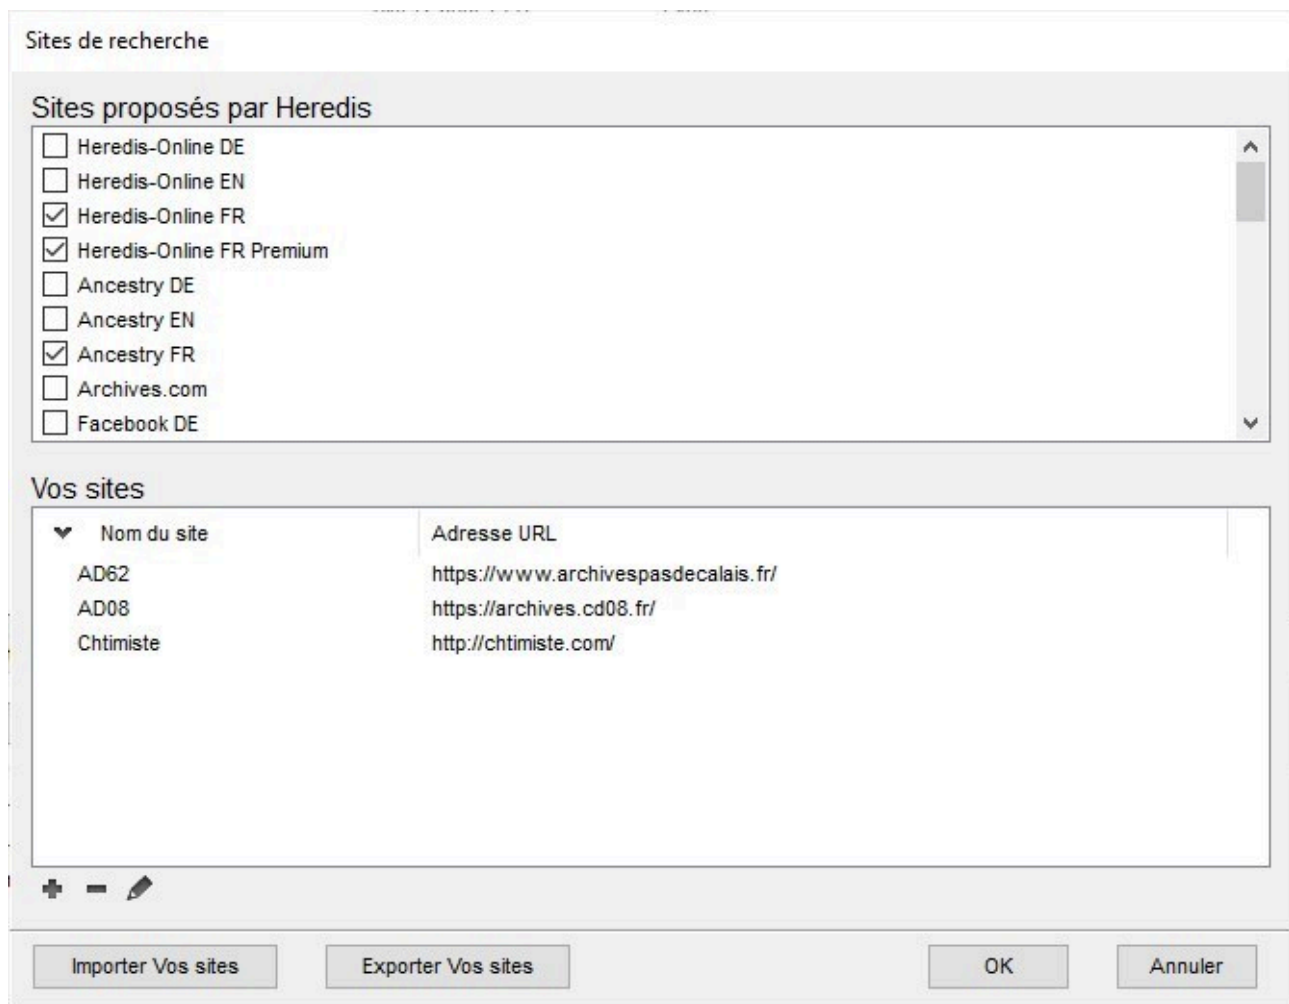 Sites de recherche
Sites proposés par Heredis
Heredis-Online DE
Heredis-Online EN
Heredis-Online FR
Heredis-Online FR Premium
Ancestry DE
Ancestry EN
Ancestry FR
Archives.com
Facebook DE
Vos sites
Nom du site Adresse URL
AD62 https://www.archivespasdecalais.fr/
AD08 https://archives.cd08.fr/
Chtimiste http://chtimiste.com/
Importer Vos sites Exporter Vos sites OK Annuler